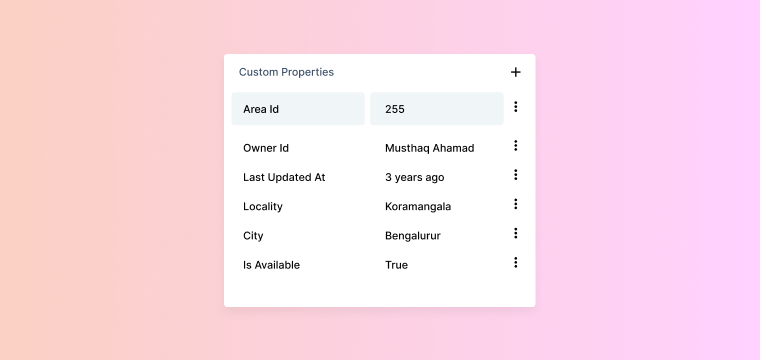 Custom Properties +
Area Id 255
Owner Id Musthaq Ahamad
Last Updated At 3 years ago
Locality Koramangala
City Bengalurur
Is Available True